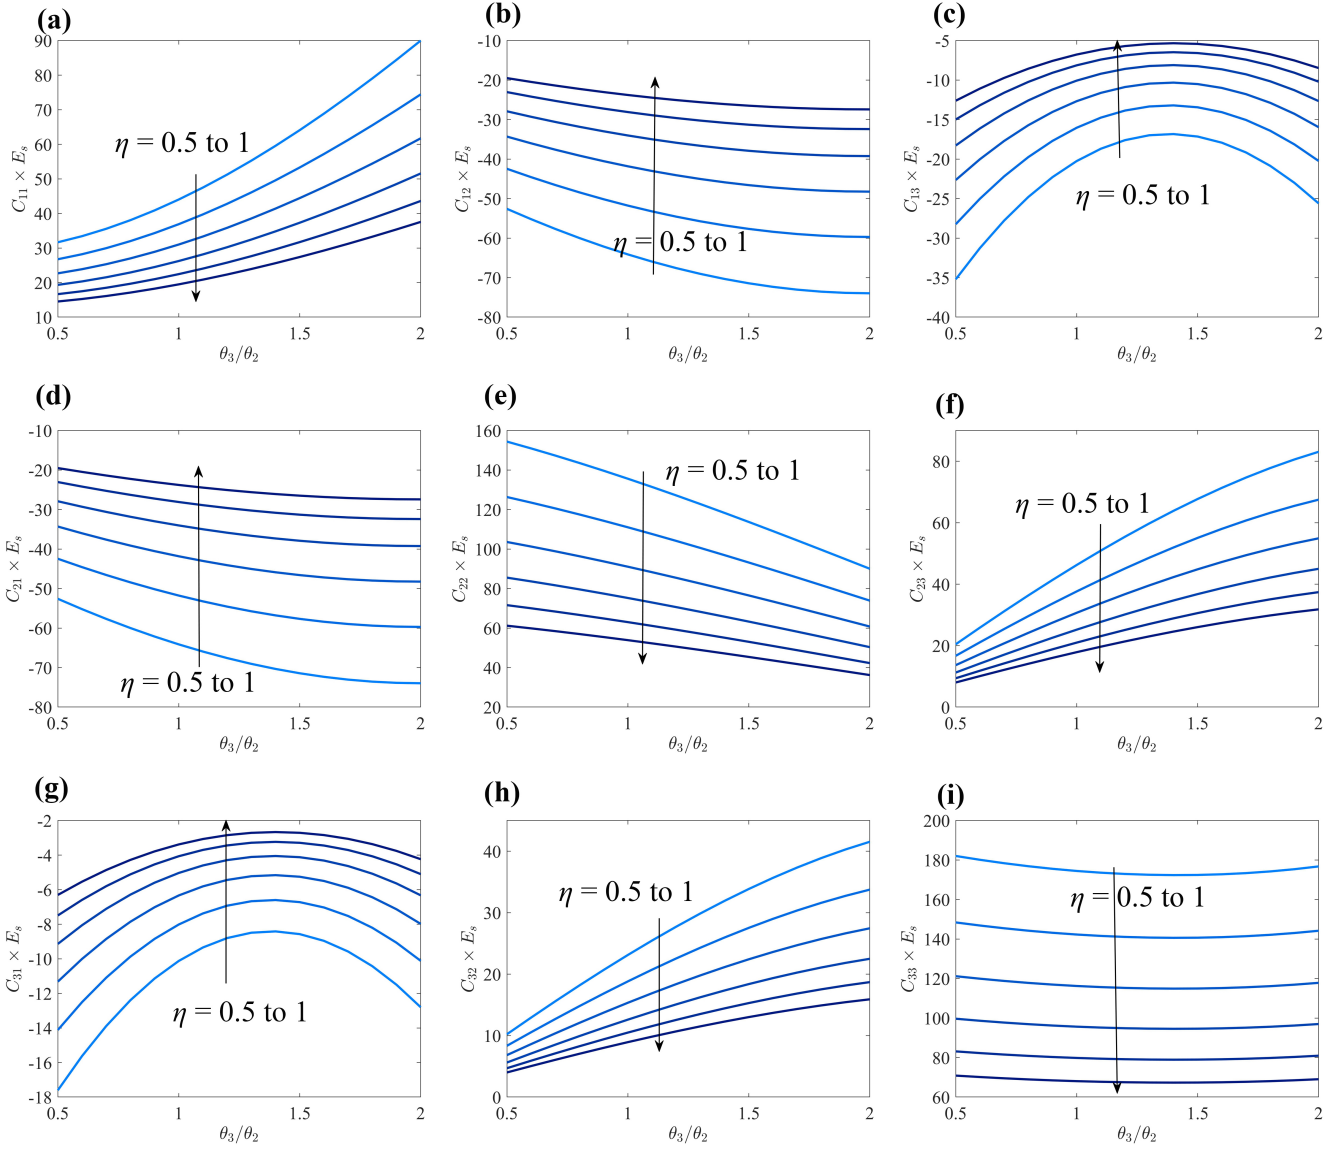 (a)
90
80
70
60
50
40
30
20
10
C₁₁ × Eₛ
η = 0.5 to 1
0.5 1 1.5 2
θ₃/θ₂
(b)
-10
-20
-30
-40
-50
-60
-70
-80
C₁₂ × Eₛ
η = 0.5 to 1
0.5 1 1.5 2
θ₃/θ₂
(c)
-5
-10
-15
-20
-25
-30
-35
-40
C₁₃ × Eₛ
η = 0.5 to 1
0.5 1 1.5 2
θ₃/θ₂
(d)
-10
-20
-30
-40
-50
-60
-70
-80
C₂₁ × Eₛ
η = 0.5 to 1
0.5 1 1.5 2
θ₃/θ₂
(e)
160
140
120
100
80
60
40
20
C₂₂ × Eₛ
η = 0.5 to 1
0.5 1 1.5 2
θ₃/θ₂
(f)
80
60
40
20
0
C₂₃ × Eₛ
η = 0.5 to 1
0.5 1 1.5 2
θ₃/θ₂
(g)
-2
-4
-6
-8
-10
-12
-14
-16
-18
C₃₁ × Eₛ
η = 0.5 to 1
0.5 1 1.5 2
θ₃/θ₂
(h)
40
30
20
10
0
C₃₂ × Eₛ
η = 0.5 to 1
0.5 1 1.5 2
θ₃/θ₂
(i)
200
180
160
140
120
100
80
60
C₃₃ × Eₛ
η = 0.5 to 1
0.5 1 1.5 2
θ₃/θ₂